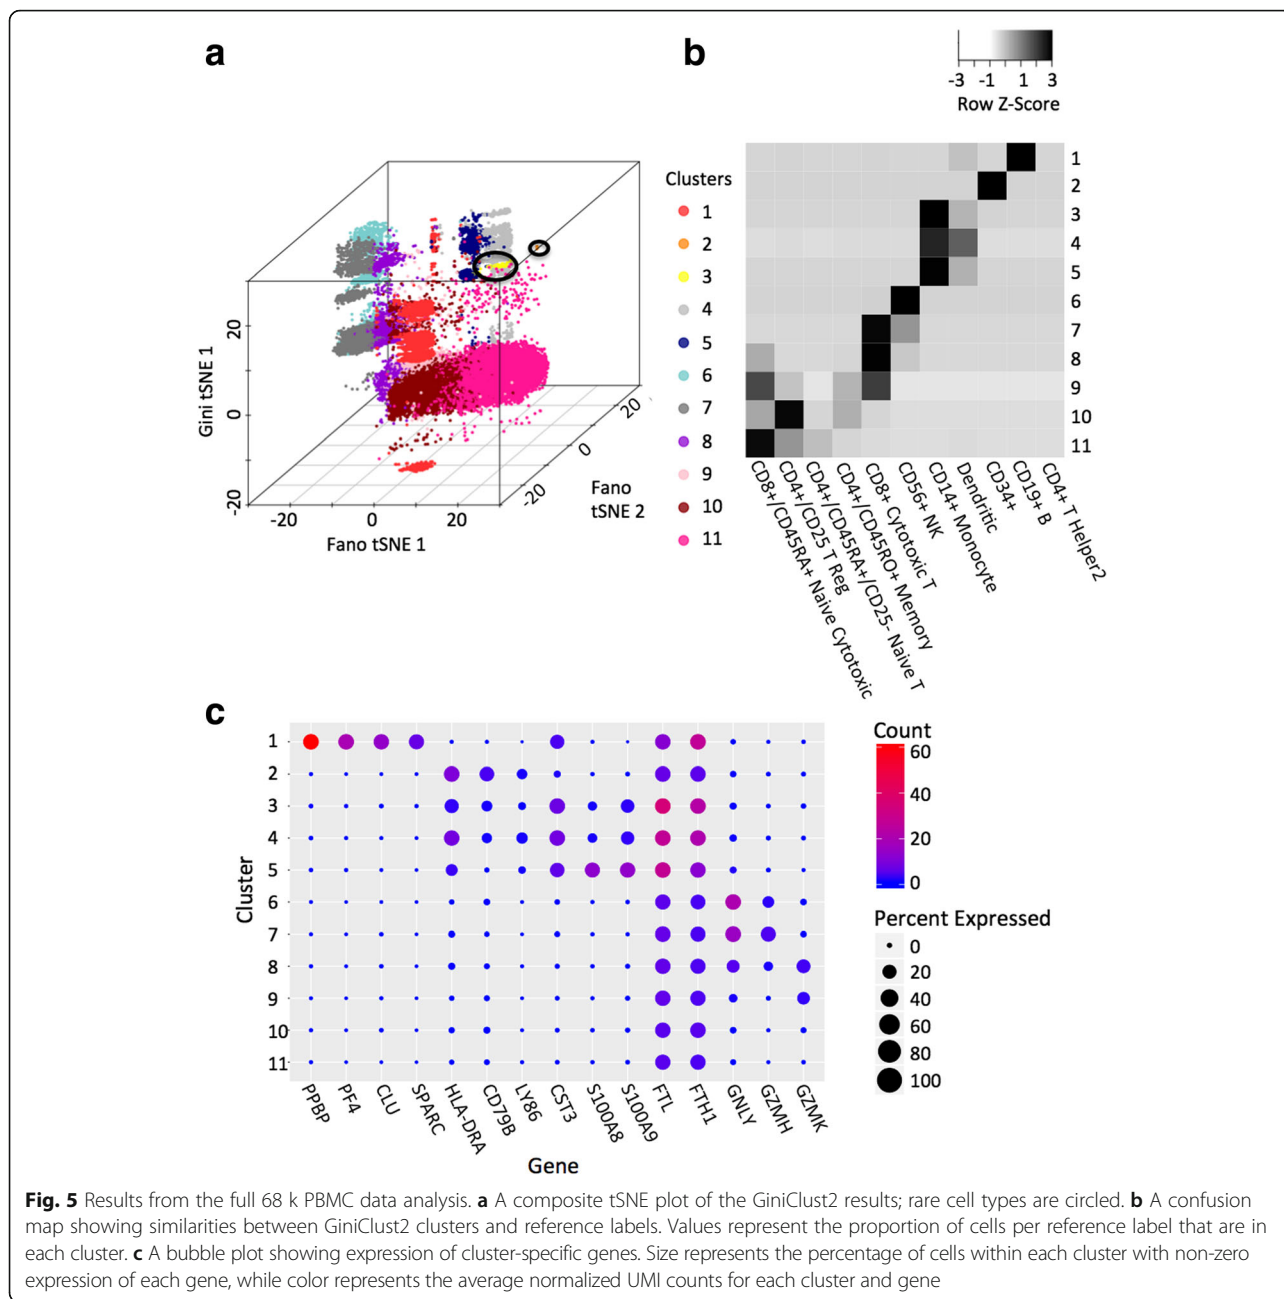 a
b
-3 -1 1 3
Row Z-Score
Clusters
1
2
3
4
5
6
7
8
9
10
11
Gini tSNE 1
20
0
-20
-20 0 20
Fano tSNE 1
-20
0
20
Fano
tSNE 2
1
2
3
4
5
6
7
8
9
10
11
CD8+/CD45RA+ Naive Cytotoxic
CD4+/CD25 T Reg
CD4+/CD45RA+/CD25- Naive T
CD4+/CD45RO+ Memory
CD8+ Cytotoxic T
CD56+ NK
CD14+ Monocyte
Dendritic
CD34+
CD19+ B
CD4+ T Helper2
c
Cluster
1
2
3
4
5
6
7
8
9
10
11
PPBP
PF4
CLU
SPARC
HLA-DRA
CD79B
LY86
CST3
S100A8
S100A9
FTL
FTH1
GNLY
GZMH
GZMK
Gene
Count
60
40
20
0
Percent Expressed
0
20
40
60
80
100
Fig. 5 Results from the full 68 k PBMC data analysis. a A composite tSNE plot of the GiniClust2 results; rare cell types are circled. b A confusion
map showing similarities between GiniClust2 clusters and reference labels. Values represent the proportion of cells per reference label that are in
each cluster. c A bubble plot showing expression of cluster-specific genes. Size represents the percentage of cells within each cluster with non-zero
expression of each gene, while color represents the average normalized UMI counts for each cluster and gene